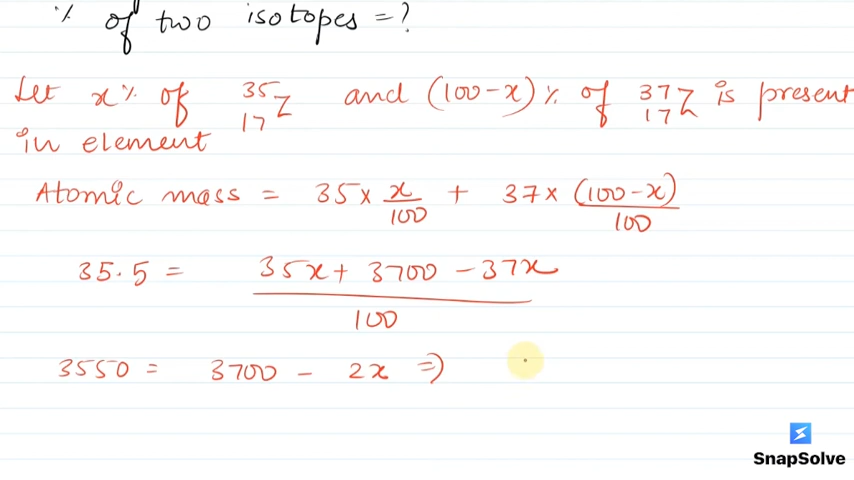 % of two isotopes = ?
Let x% of 35 17 Z and (100-x)% of 37 17 Z is present
in element
Atomic mass = 35 × x/100 + 37 × (100-x)/100
35.5 = 35x + 3700 - 37x / 100
3550 = 3700 - 2x ⇒
SnapSolve